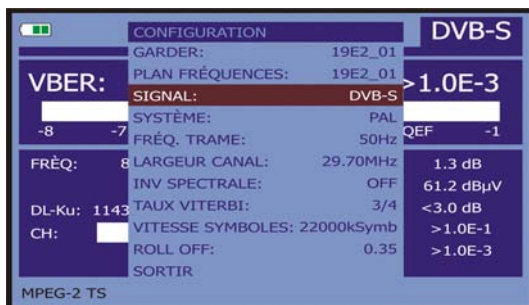 CONFIGURATION
DVB-S
GARDER: 19E2_01
PLAN FRÉQUENCES: 19E2_01
VBER: >1.0E-3
SIGNAL: DVB-S
SYSTÈME: PAL
-8 -7 QEF -1
FRÉQ. TRAME: 50Hz
FRÈQ: 8 LARGEUR CANAL: 29.70MHz 1.3 dB
INV SPECTRALE: OFF 61.2 dBµV
DL-Ku: 1143 TAUX VITERBI: 3/4 <3.0 dB
CH: VITESSE SYMBOLES: 22000kSymb >1.0E-1
ROLL OFF: 0.35 >1.0E-3
SORTIR
MPEG-2 TS